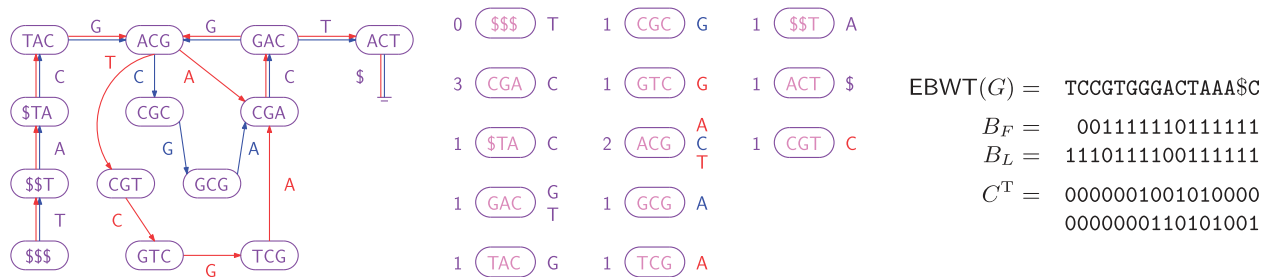 G G T
TAC ACG GAC ACT
T
C C A C $
$TA CGC CGA
A G A
$$T CGT GCG A
T C
$$$ GTC G TCG
0 $$$ T
3 CGA C
1 $TA C
1 GAC G T
1 TAC G
1 CGC G
1 GTC G
2 ACG A C T
1 GCG A
1 TCG A
1 $$T A
1 ACT $
1 CGT C
EBWT(G) = TCCGTGGGACTAAA$C
B_F = 001111110111111
B_L = 1110111100111111
C^T = 0000001001010000
0000000110101001